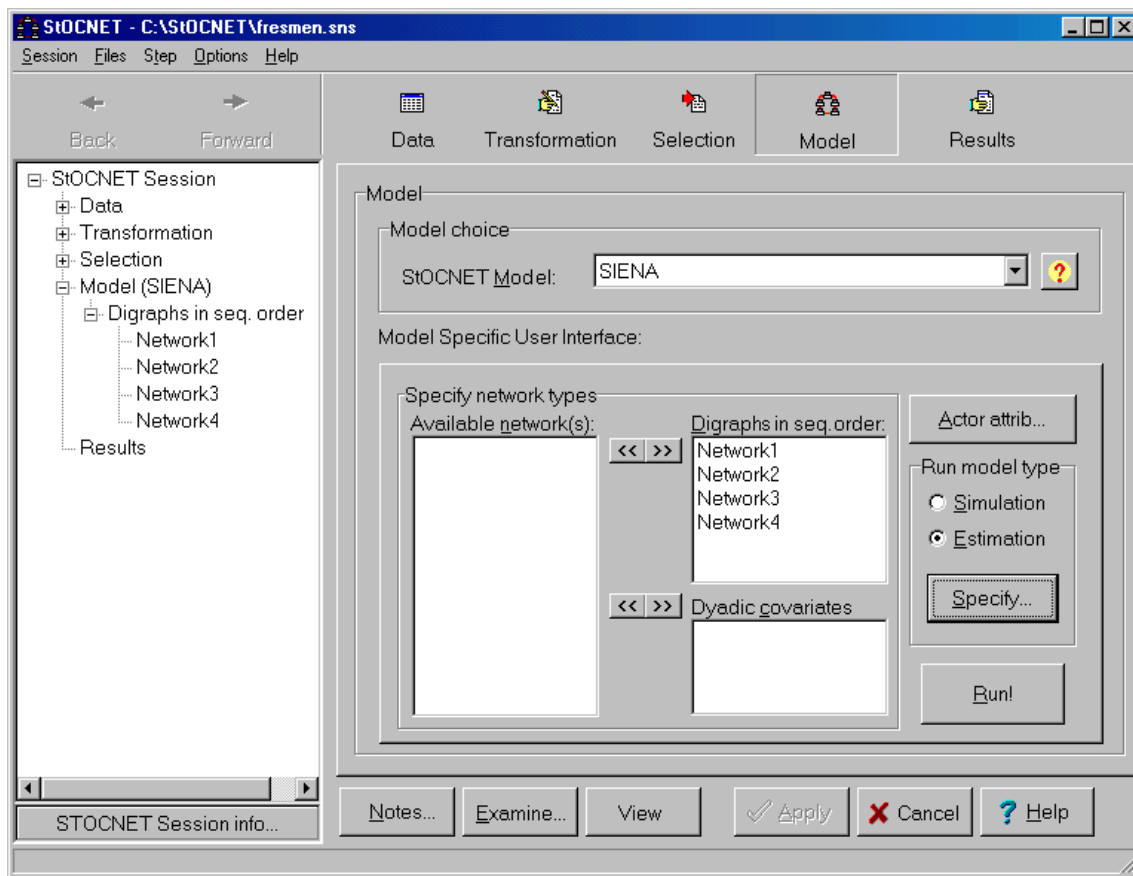 StOCNET - C:\StOCNET\fresmen.sns
Session Files Step Options Help
Back Forward
Data Transformation Selection Model Results
StOCNET Session
Data
Transformation
Selection
Model (SIENA)
Digraphs in seq. order
Network1
Network2
Network3
Network4
Results
STOCNET Session info...
Model
Model choice
StOCNET Model: SIENA ?
Model Specific User Interface:
Specify network types
Available network(s):
<< >>
Digraphs in seq. order:
Network1
Network2
Network3
Network4
<< >>
Dyadic covariates
Actor attrib...
Run model type
Simulation
Estimation
Specify...
Run!
Notes... Examine... View Apply Cancel ? Help